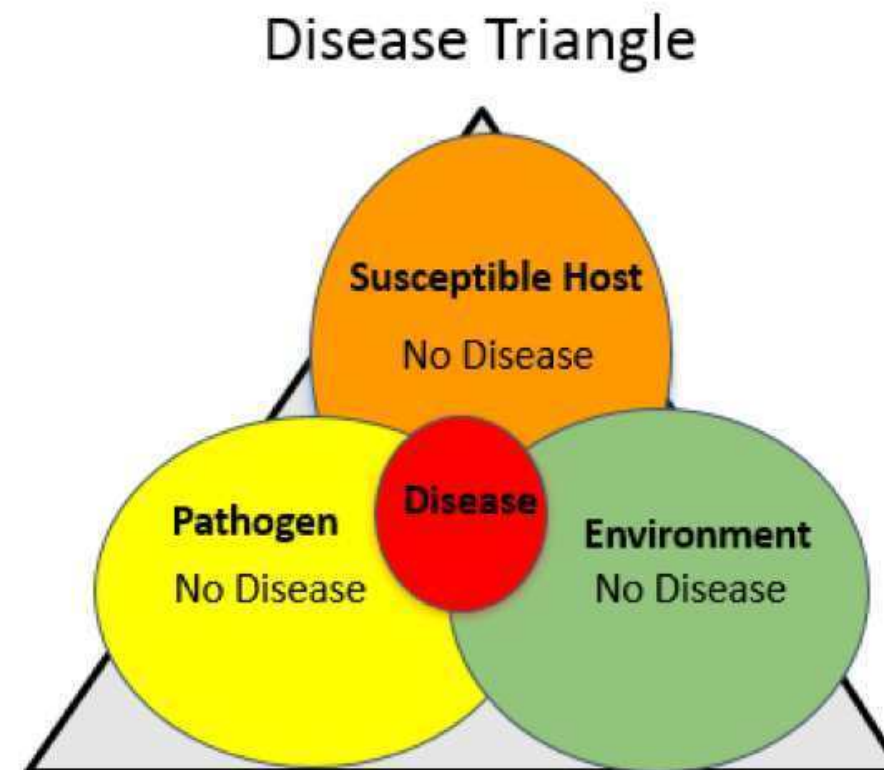 Disease Triangle
Susceptible Host
No Disease
Disease
Pathogen
No Disease
Environment
No Disease